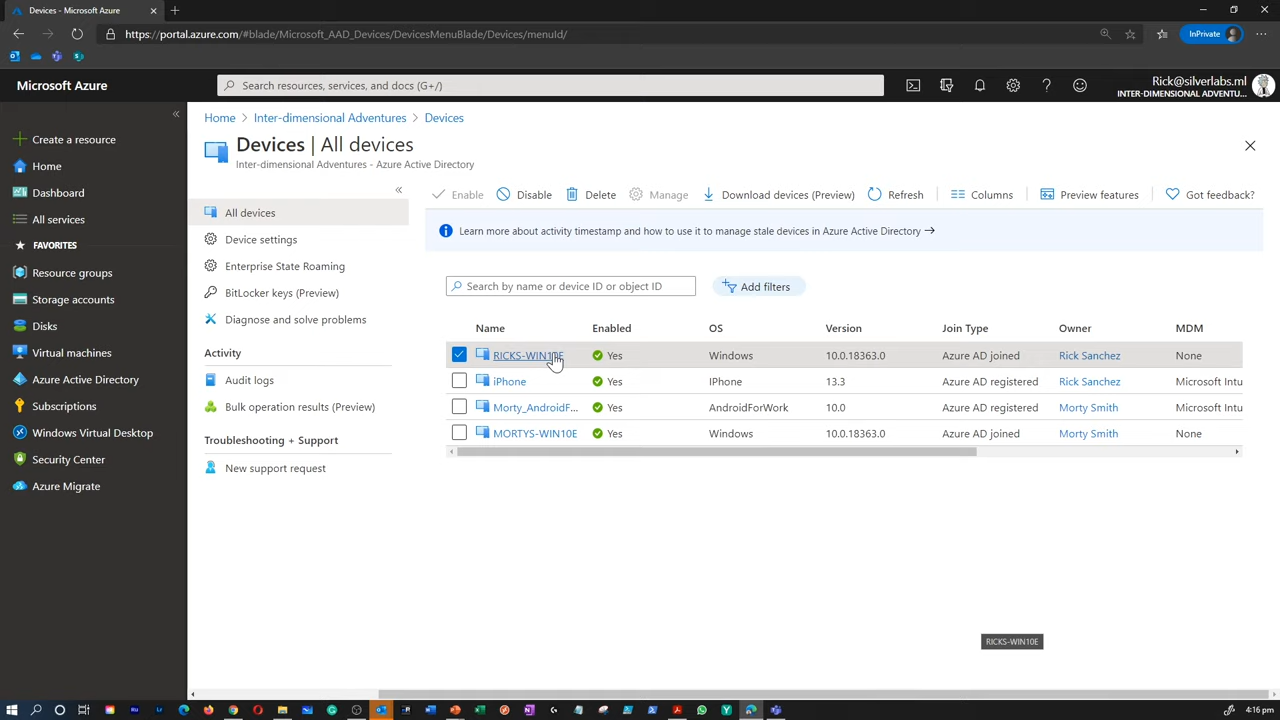 Devices - Microsoft Azure
https://portal.azure.com/#blade/Microsoft_AAD_Devices/DevicesMenuBlade/Devices/menuId/
InPrivate
Microsoft Azure
Search resources, services, and docs (G+/)
Rick@silverlabs.ml
INTER-DIMENSIONAL ADVENTU...
Create a resource
Home
Dashboard
All services
FAVORITES
Resource groups
Storage accounts
Disks
Virtual machines
Azure Active Directory
Subscriptions
Windows Virtual Desktop
Security Center
Azure Migrate
Home > Inter-dimensional Adventures > Devices
Devices | All devices
Inter-dimensional Adventures - Azure Active Directory
All devices
Device settings
Enterprise State Roaming
BitLocker keys (Preview)
Diagnose and solve problems
Activity
Audit logs
Bulk operation results (Preview)
Troubleshooting + Support
New support request
Enable Disable Delete Manage Download devices (Preview) Refresh Columns Preview features Got feedback?
Learn more about activity timestamp and how to use it to manage stale devices in Azure Active Directory →
Search by name or device ID or object ID
Add filters
Name Enabled OS Version Join Type Owner MDM
RICKS-WIN10E Yes Windows 10.0.18363.0 Azure AD joined Rick Sanchez None
iPhone Yes IPhone 13.3 Azure AD registered Rick Sanchez Microsoft Intu
Morty_AndroidF... Yes AndroidForWork 10.0 Azure AD registered Morty Smith Microsoft Intu
MORTYS-WIN10E Yes Windows 10.0.18363.0 Azure AD joined Morty Smith None
RICKS-WIN10E
4:16 pm